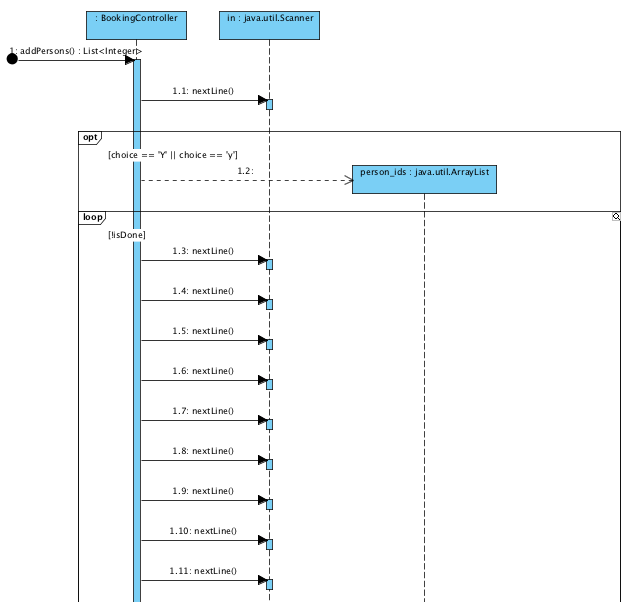 : BookingController
in : java.util.Scanner
1: addPersons() : List<Integer>
1.1: nextLine()
opt
[choice == 'Y' || choice == 'y']
1.2:
person_ids : java.util.ArrayList
loop
[!isDone]
1.3: nextLine()
1.4: nextLine()
1.5: nextLine()
1.6: nextLine()
1.7: nextLine()
1.8: nextLine()
1.9: nextLine()
1.10: nextLine()
1.11: nextLine()